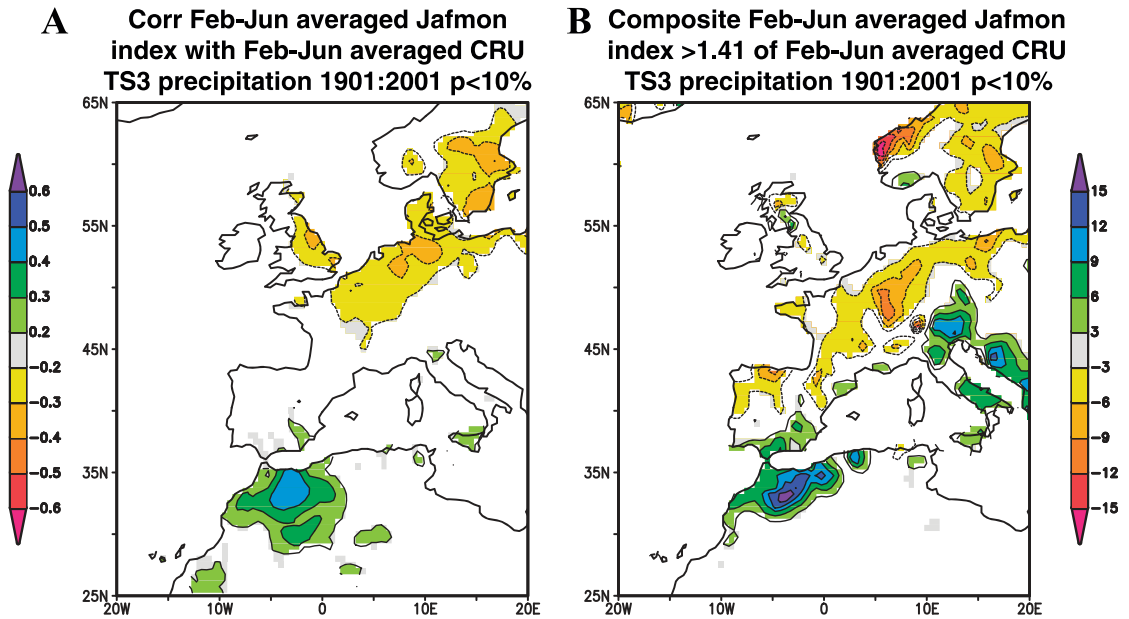 A
Corr Feb-Jun averaged Jafmon
index with Feb-Jun averaged CRU
TS3 precipitation 1901:2001 p<10%
65N
55N
45N
35N
25N
20W
10W
0
10E
20E
0.6
0.5
0.4
0.3
0.2
−0.2
−0.3
−0.4
−0.5
−0.6
B
Composite Feb-Jun averaged Jafmon
index >1.41 of Feb-Jun averaged CRU
TS3 precipitation 1901:2001 p<10%
65N
55N
45N
35N
25N
20W
10W
0
10E
20E
15
12
9
6
3
−3
−6
−9
−12
−15